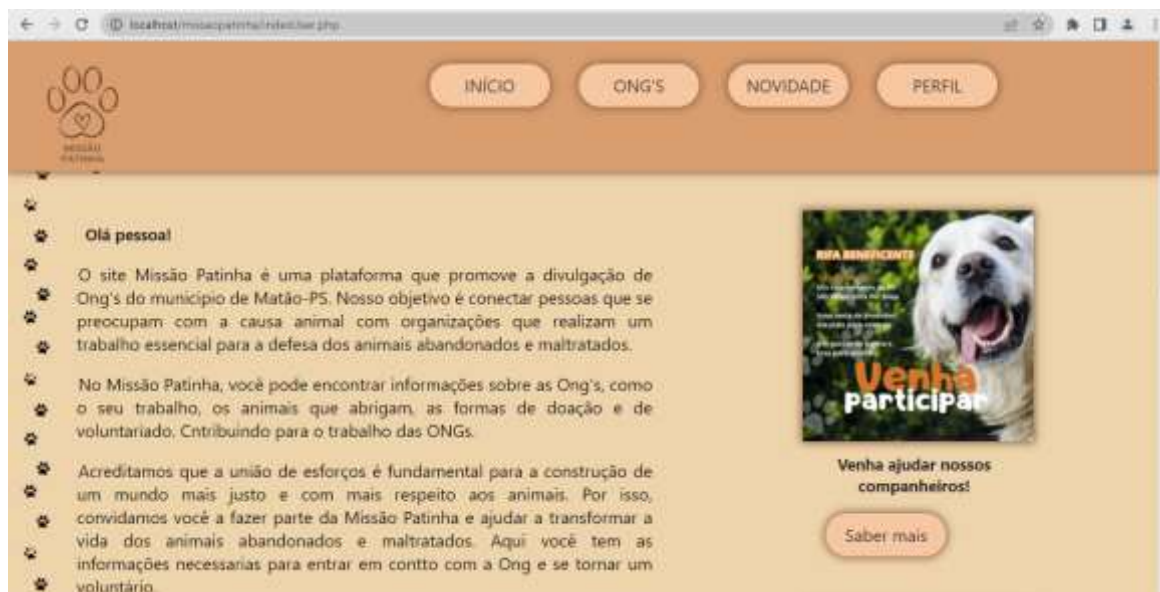 INÍCIO
ONG'S
NOVIDADE
PERFIL
MISSÃO
PATINHA
Olá pessoal
O site Missão Patinha é uma plataforma que promove a divulgação de
Ong's do municipio de Matão-PS. Nosso objetivo é conectar pessoas que se
preocupam com a causa animal com organizações que realizam um
trabalho essencial para a defesa dos animais abandonados e maltratados.
No Missão Patinha, você pode encontrar informações sobre as Ong's, como
o seu trabalho, os animais que abrigam, as formas de doação e de
voluntariado. Cntribuindo para o trabalho das ONGs.
Acreditamos que a união de esforços é fundamental para a construção de
um mundo mais justo e com mais respeito aos animais. Por isso,
convidamos você a fazer parte da Missão Patinha e ajudar a transformar a
vida dos animais abandonados e maltratados. Aqui você tem as
informações necessarias para entrar em contto com a Ong e se tornar um
voluntário.
RIFA BENEFICENTE
Venha
participar
Venha ajudar nossos
companheiros!
Saber mais